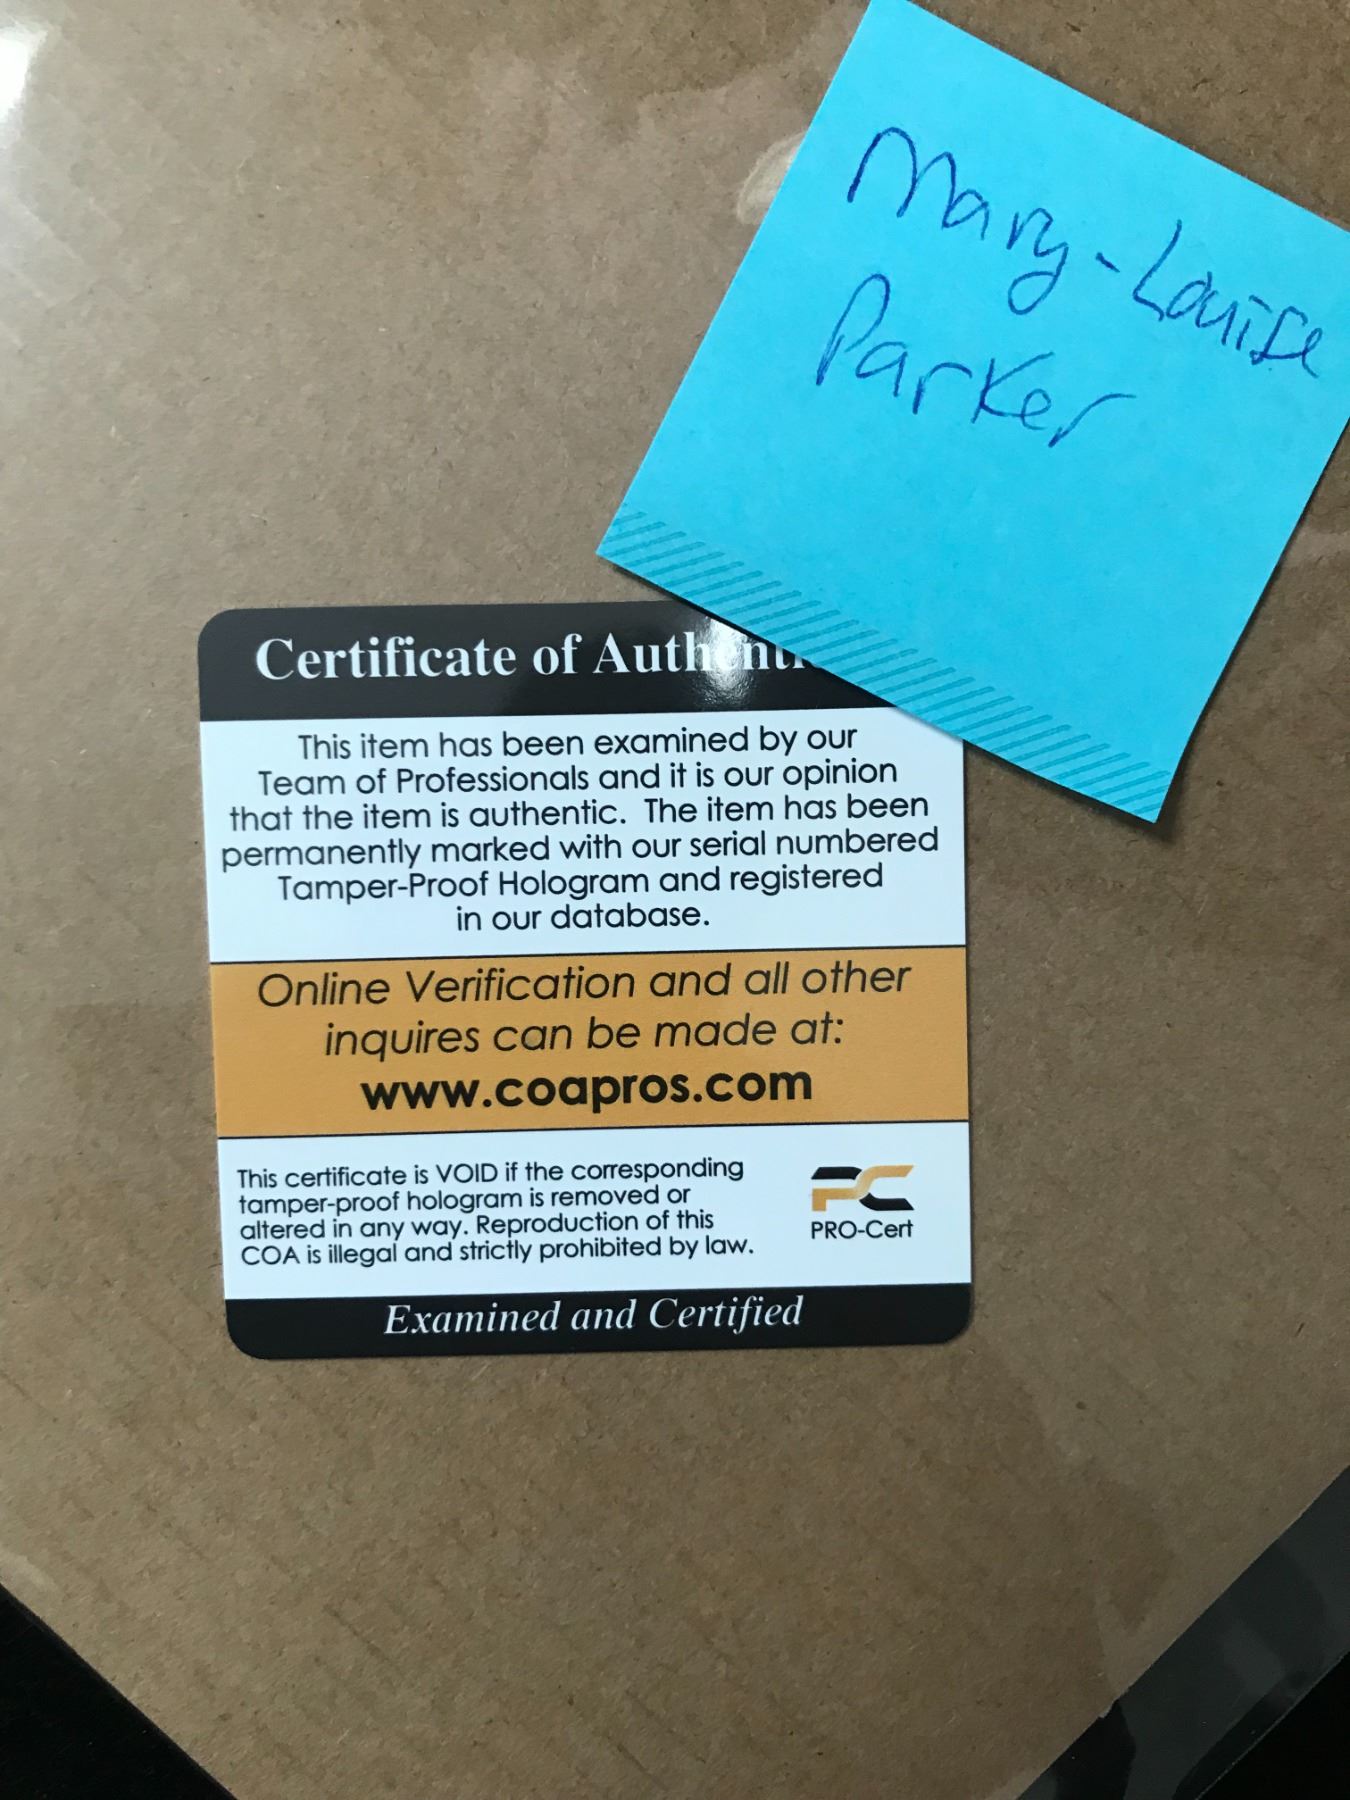 Mary-Louise
Parker
Certificate of
This item has been examined by our
Team of Professionals and it is our opinion
that the item is authentic. The item has been
permanently marked with our serial numbered
Tamper-Proof Hologram and registered
in our database.
Online Verification and all other
inquires can be made at:
www.coapros.com
This certificate is VOID if the corresponding
tamper-proof hologram is removed or
altered in any way. Reproduction of this
COA is illegal and strictly prohibited by law.
PC
PRO-Cert
Examined and Certified